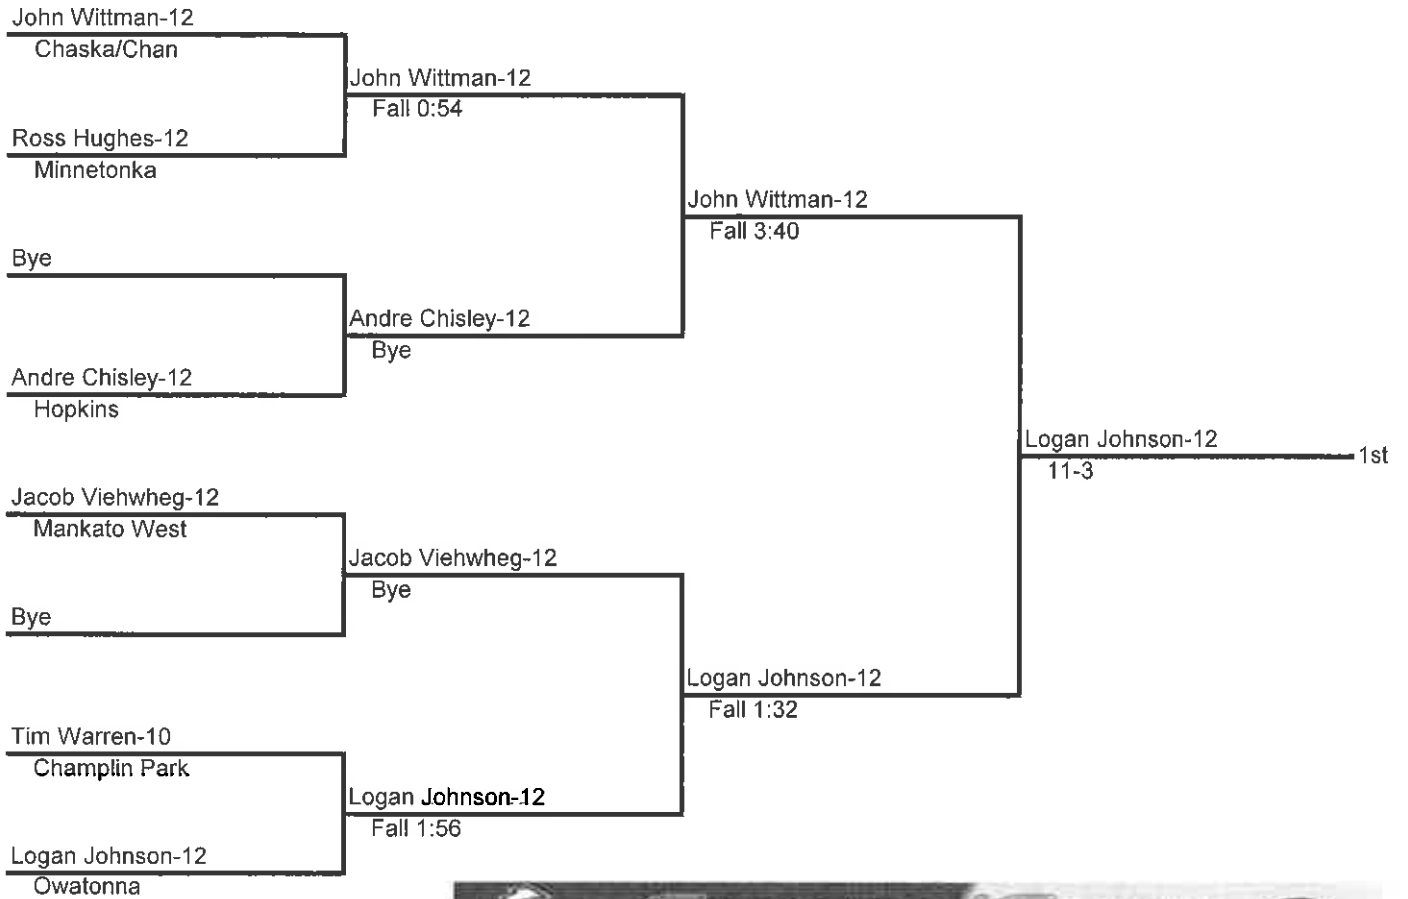 John Wittman-12
Chaska/Chan
Ross Hughes-12
Minnetonka
Bye
Andre Chisley-12
Hopkins
Jacob Viehwheg-12
Mankato West
Bye
Tim Warren-10
Champlin Park
Logan Johnson-12
Owatonna
John Wittman-12
Fall 0:54
Andre Chisley-12
Bye
Jacob Viehwheg-12
Bye
Logan Johnson-12
Fall 1:56
John Wittman-12
Fall 3:40
Logan Johnson-12
Fall 1:32
Logan Johnson-12
11-3
1st